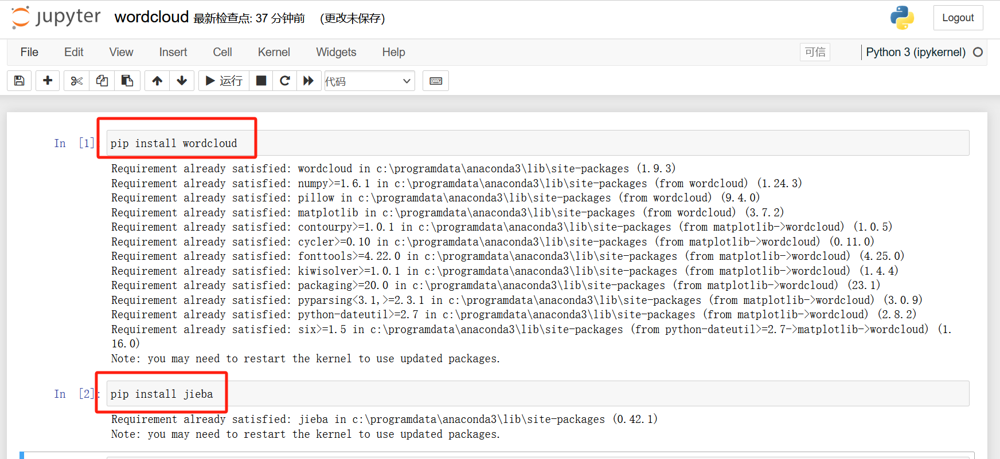 jupyter wordcloud 最新检查点: 37 分钟前 (更改未保存) Logout
File Edit View Insert Cell Kernel Widgets Help 可信 Python 3 (ipykernel)
运行 代码
In [1]: pip install wordcloud
Requirement already satisfied: wordcloud in c:\programdata\anaconda3\lib\site-packages (1.9.3)
Requirement already satisfied: numpy>=1.6.1 in c:\programdata\anaconda3\lib\site-packages (from wordcloud) (1.24.3)
Requirement already satisfied: pillow in c:\programdata\anaconda3\lib\site-packages (from wordcloud) (9.4.0)
Requirement already satisfied: matplotlib in c:\programdata\anaconda3\lib\site-packages (from wordcloud) (3.7.2)
Requirement already satisfied: contourpy>=1.0.1 in c:\programdata\anaconda3\lib\site-packages (from matplotlib->wordcloud) (1.0.5)
Requirement already satisfied: cycler>=0.10 in c:\programdata\anaconda3\lib\site-packages (from matplotlib->wordcloud) (0.11.0)
Requirement already satisfied: fonttools>=4.22.0 in c:\programdata\anaconda3\lib\site-packages (from matplotlib->wordcloud) (4.25.0)
Requirement already satisfied: kiwisolver>=1.0.1 in c:\programdata\anaconda3\lib\site-packages (from matplotlib->wordcloud) (1.4.4)
Requirement already satisfied: packaging>=20.0 in c:\programdata\anaconda3\lib\site-packages (from matplotlib->wordcloud) (23.1)
Requirement already satisfied: pyparsing<3.1,>=2.3.1 in c:\programdata\anaconda3\lib\site-packages (from matplotlib->wordcloud) (3.0.9)
Requirement already satisfied: python-dateutil>=2.7 in c:\programdata\anaconda3\lib\site-packages (from matplotlib->wordcloud) (2.8.2)
Requirement already satisfied: six>=1.5 in c:\programdata\anaconda3\lib\site-packages (from python-dateutil>=2.7->matplotlib->wordcloud) (1.
16.0)
Note: you may need to restart the kernel to use updated packages.
In [2]: pip install jieba
Requirement already satisfied: jieba in c:\programdata\anaconda3\lib\site-packages (0.42.1)
Note: you may need to restart the kernel to use updated packages.